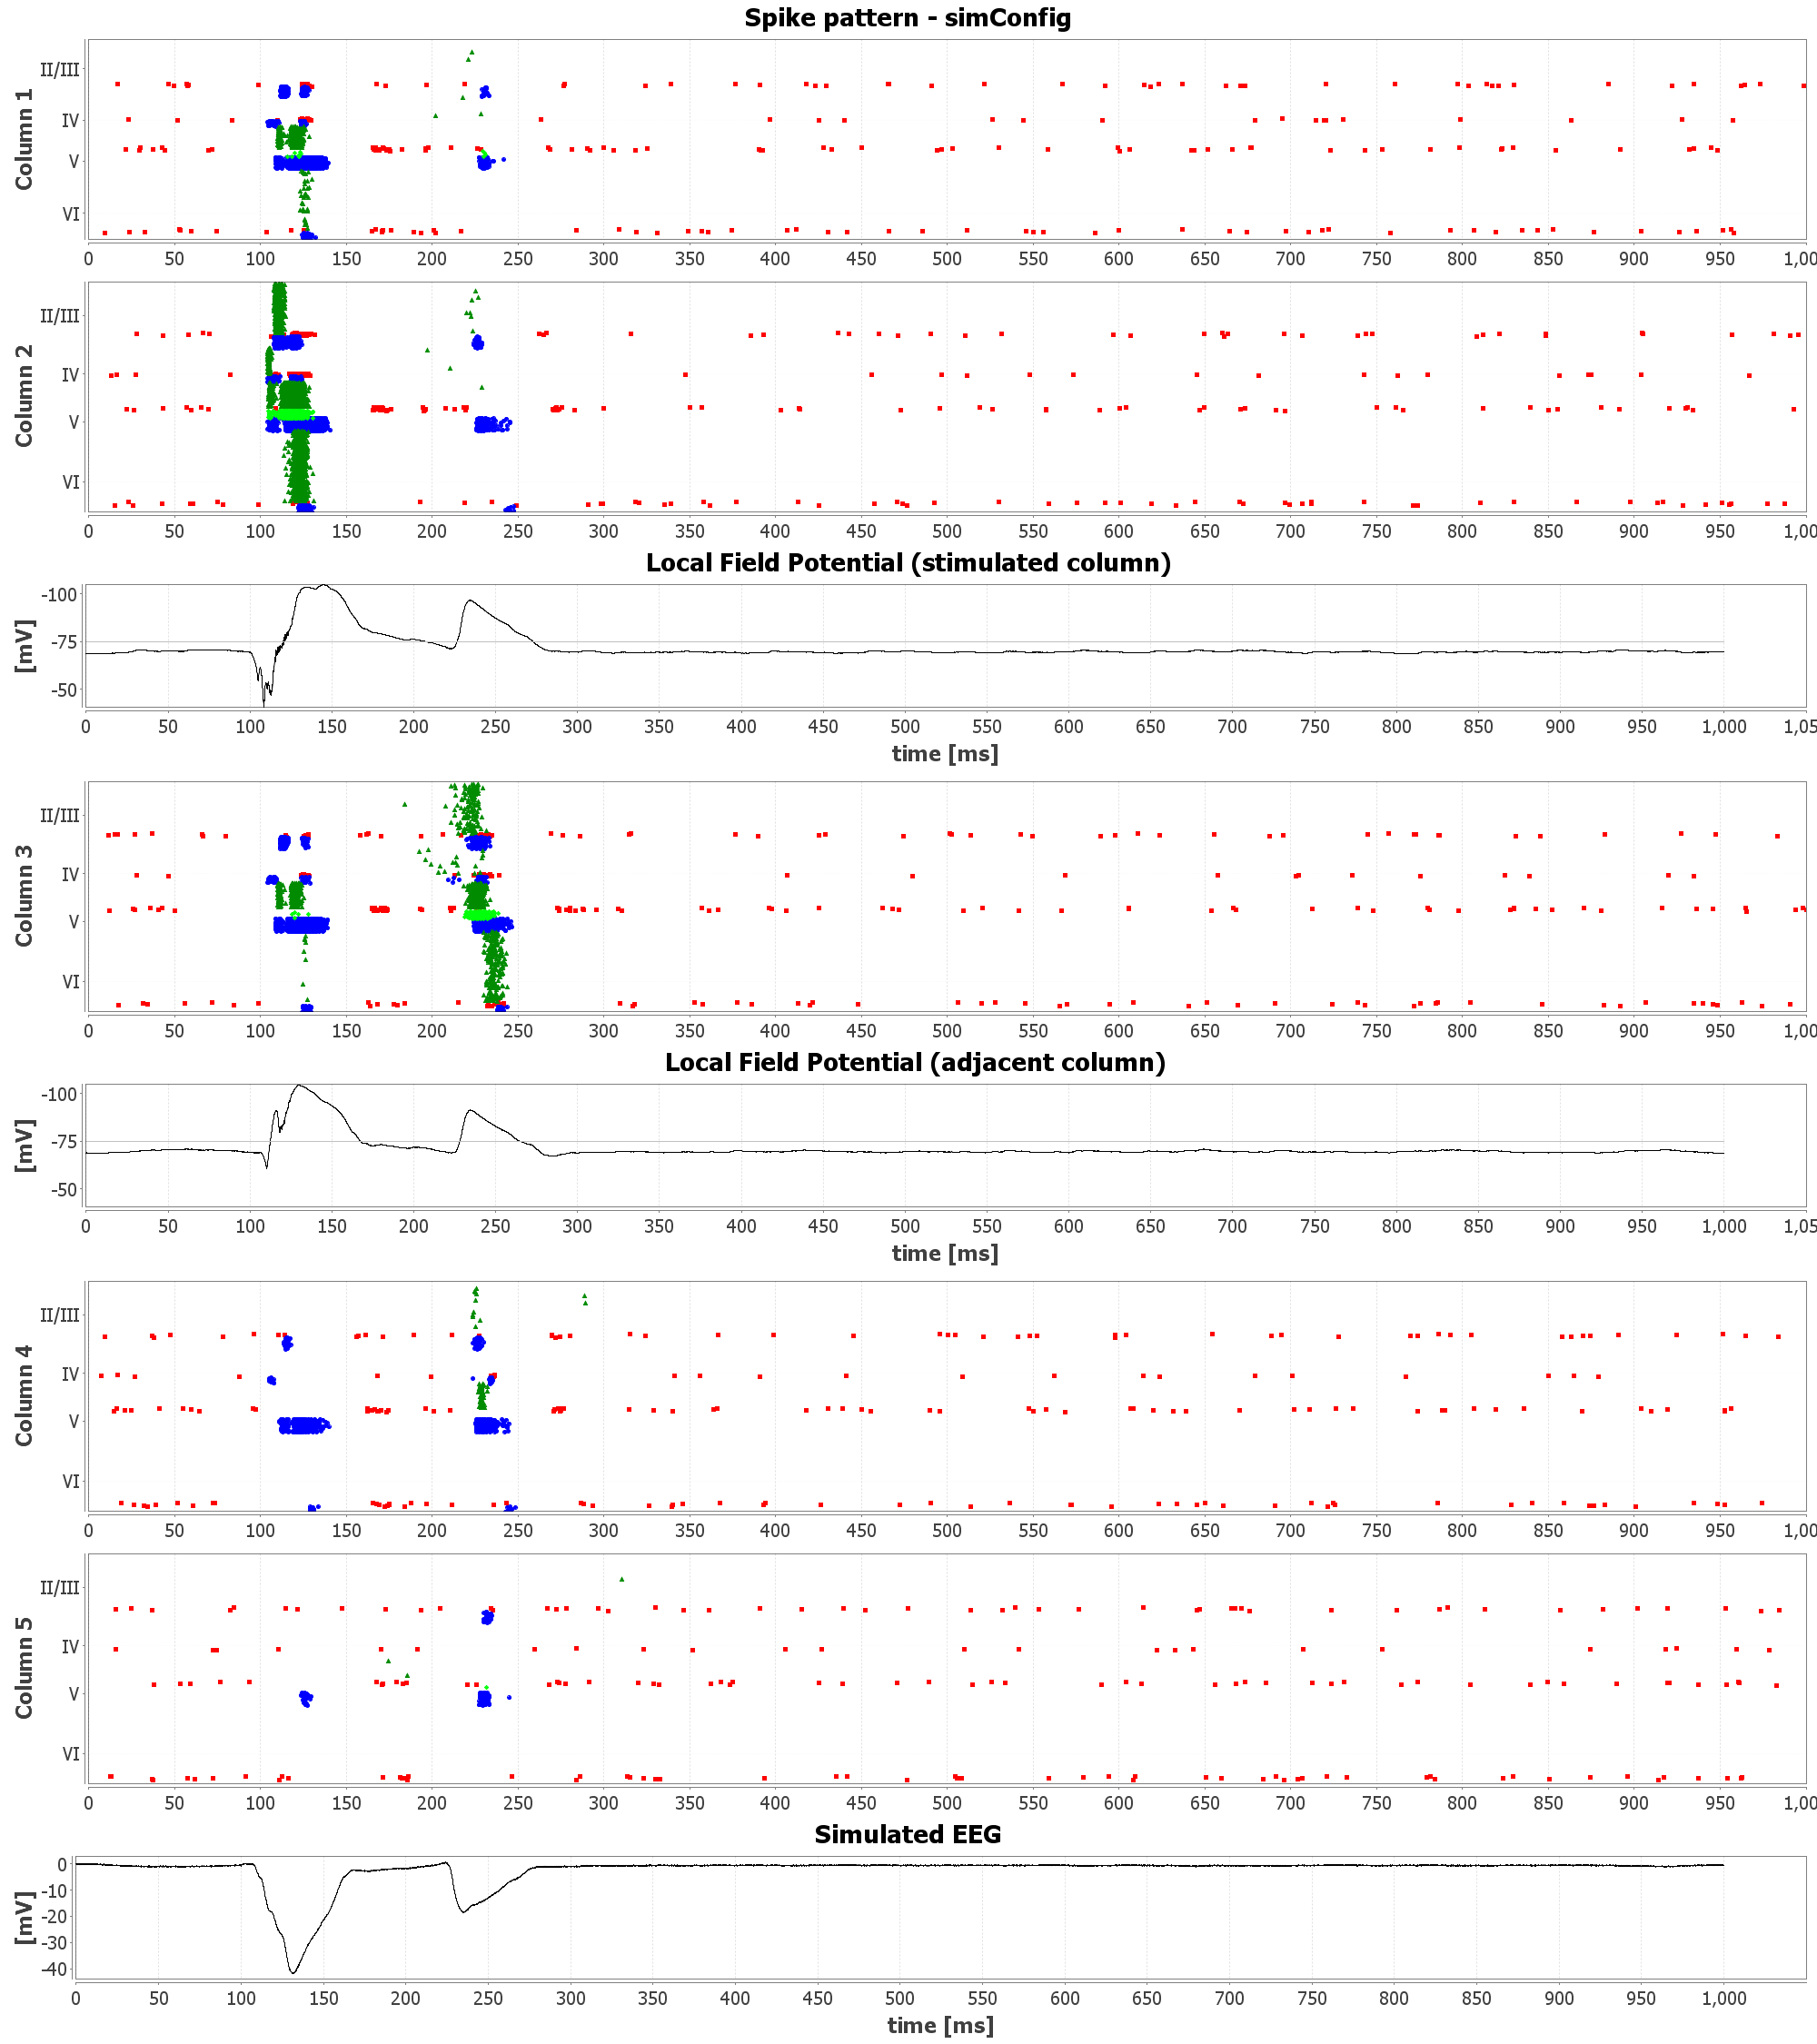 Spike pattern - simConfig
Column 1
II/III
IV
V
VI
0 50 100 150 200 250 300 350 400 450 500 550 600 650 700 750 800 850 900 950 1,00
Column 2
II/III
IV
V
VI
0 50 100 150 200 250 300 350 400 450 500 550 600 650 700 750 800 850 900 950 1,00
Local Field Potential (stimulated column)
[mV]
-100
-75
-50
0 50 100 150 200 250 300 350 400 450 500 550 600 650 700 750 800 850 900 950 1,000 1,05
time [ms]
Column 3
II/III
IV
V
VI
0 50 100 150 200 250 300 350 400 450 500 550 600 650 700 750 800 850 900 950 1,00
Local Field Potential (adjacent column)
[mV]
-100
-75
-50
0 50 100 150 200 250 300 350 400 450 500 550 600 650 700 750 800 850 900 950 1,000 1,05
time [ms]
Column 4
II/III
IV
V
VI
0 50 100 150 200 250 300 350 400 450 500 550 600 650 700 750 800 850 900 950 1,00
Column 5
II/III
IV
V
VI
0 50 100 150 200 250 300 350 400 450 500 550 600 650 700 750 800 850 900 950 1,00
Simulated EEG
[mV]
0
-10
-20
-30
-40
0 50 100 150 200 250 300 350 400 450 500 550 600 650 700 750 800 850 900 950 1,000
time [ms]